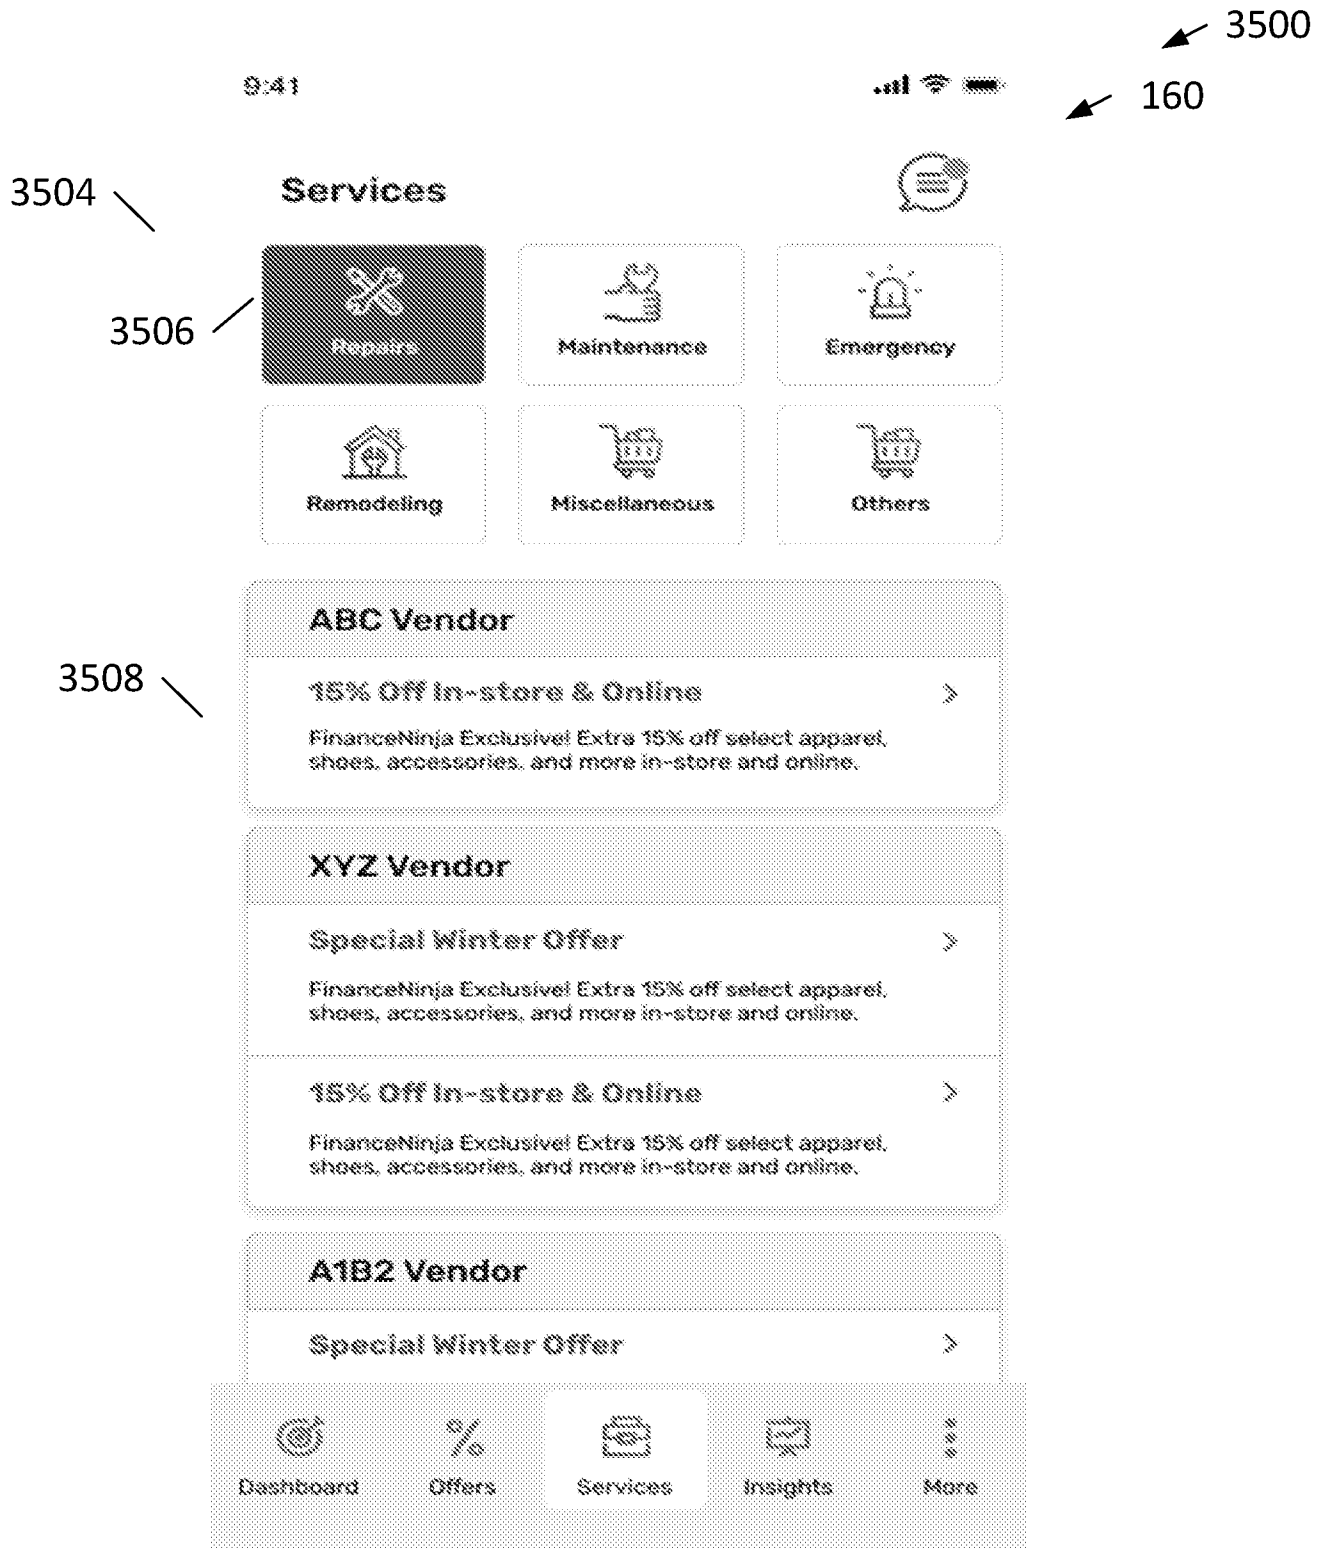 3500
9:41
160
3504
Services
3506
Repairs
Maintenance
Emergency
Remodeling
Miscellaneous
Others
ABC Vendor
3508
15% Off In-store & Online
FinanceNinja Exclusive! Extra 15% off select apparel,
shoes, accessories, and more in-store and online.
XYZ Vendor
Special Winter Offer
FinanceNinja Exclusive! Extra 15% off select apparel,
shoes, accessories, and more in-store and online.
15% Off In-store & Online
FinanceNinja Exclusive! Extra 15% off select apparel,
shoes, accessories, and more in-store and online.
A1B2 Vendor
Special Winter Offer
Dashboard
Offers
Services
Insights
More